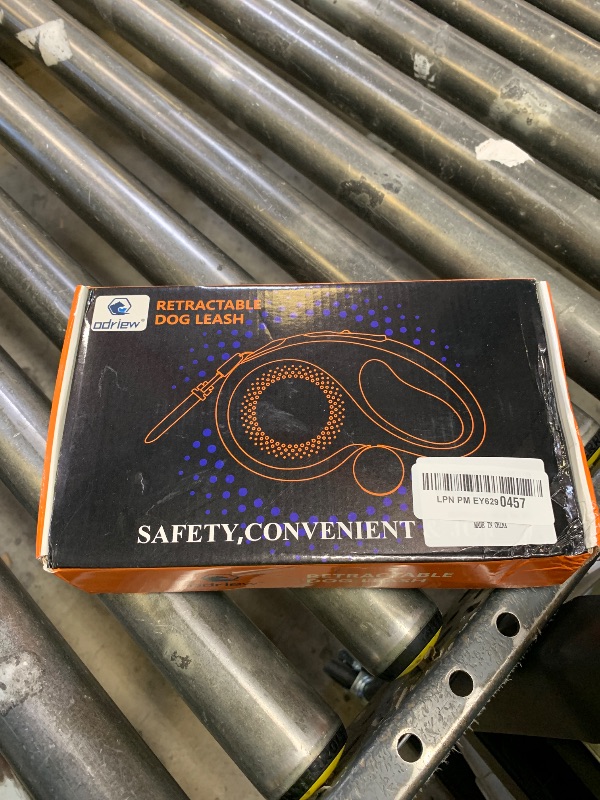 odriew®
RETRACTABLE
DOG LEASH
LPN PM EY6290457
MADE IN CHINA
SAFETY,CONVENIENT
RETRACTABLE